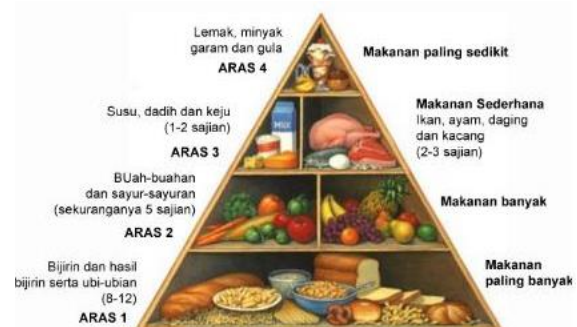 Lemak, minyak
garam dan gula
ARAS 4
Makanan paling sedikit
Susu, dadih dan keju
(1-2 sajian)
ARAS 3
Makanan Sederhana
Ikan, ayam, daging
dan kacang
(2-3 sajian)
BUah-buahan
dan sayur-sayuran
(sekuranganya 5 sajian)
ARAS 2
Makanan banyak
Bijirin dan hasil
bijirin serta ubi-ubian
(8-12)
ARAS 1
Makanan
paling banyak
MILK